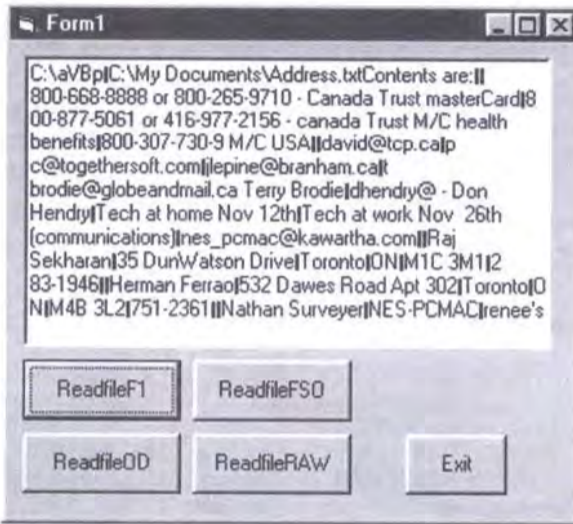 Form1
C:\aVBp|C:\My Documents\Address.txtContents are:||
800-668-8888 or 800-265-9710 - Canada Trust masterCard|8
00-877-5061 or 416-977-2156 - canada Trust M/C health
benefits|800-307-730-9 M/C USA||david@tcp.ca|p
c@togethersoft.com|jlepine@branham.ca|t
brodie@globeandmail.ca Terry Brodie|dhendry@ - Don
Hendry|Tech at home Nov 12th|Tech at work Nov  26th
(communications)|nes_pcmac@kawartha.com||Raj
Sekharan|35 DunWatson Drive|Toronto|ON|M1C 3M1|2
83-1946||Herman Ferrao|532 Dawes Road Apt 302|Toronto|O
N|M4B 3L2|751-2361||Nathan Surveyer|NES-PCMAC|renee's
ReadfileF1 ReadfileFSO
ReadfileOD ReadfileRAW Exit